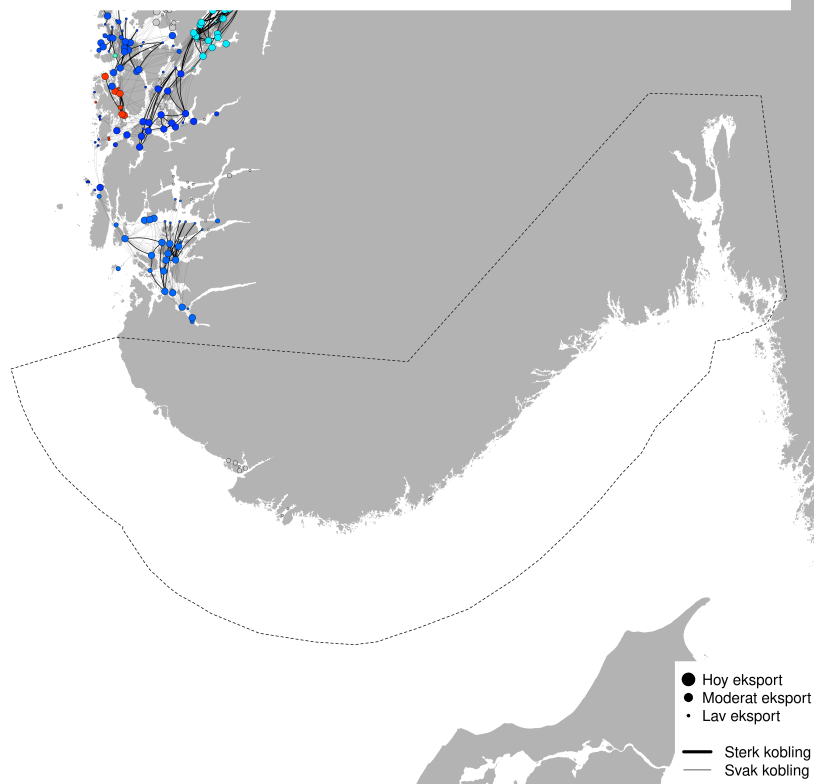 Hoy eksport
Moderat eksport
Lav eksport
Sterk kobling
Svak kobling